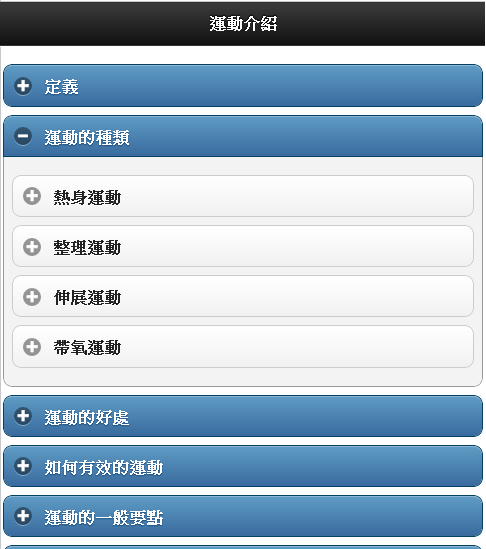 運動介紹
定義
運動的種類
熱身運動
整理運動
伸展運動
帶氧運動
運動的好處
如何有效的運動
運動的一般要點